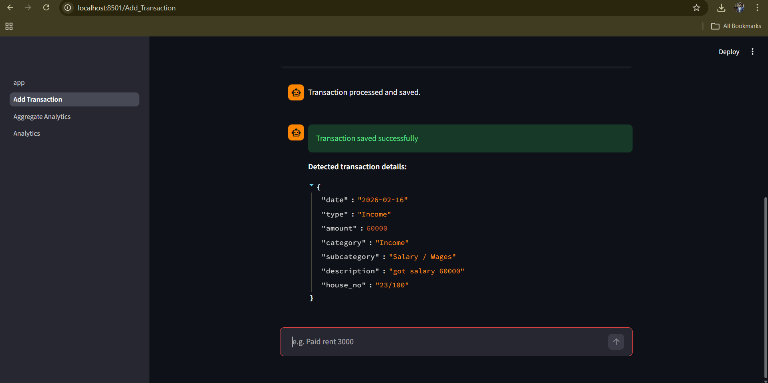 localhost:8501/Add_Transaction
All Bookmarks
Deploy
app
Add Transaction
Aggregate Analytics
Analytics
Transaction processed and saved.
Transaction saved successfully
Detected transaction details:
{
"date" : "2026-02-16"
"type" : "Income"
"amount" : 60000
"category" : "Income"
"subcategory" : "Salary / Wages"
"description" : "got salary 60000"
"house_no" : "23/100"
}
e.g. Paid rent 3000